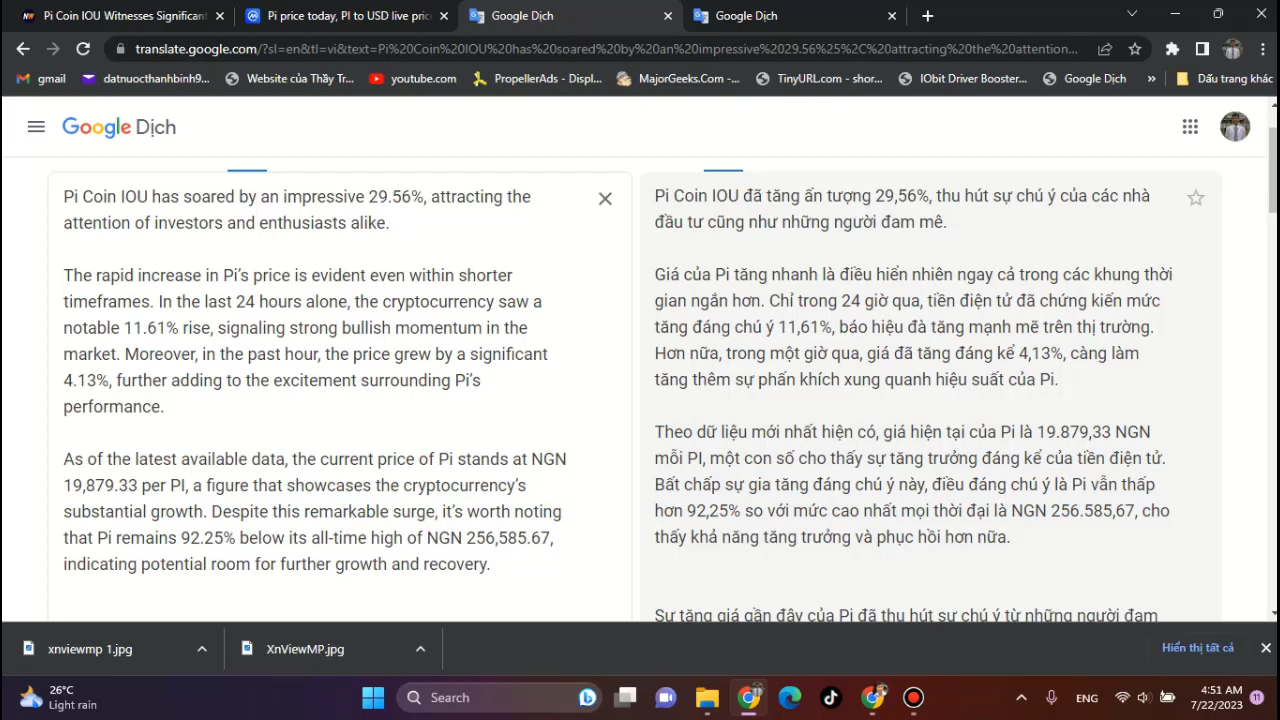 Pi Coin IOU Witnesses Significant
Pi price today, PI to USD live price
Google Dịch
Google Dịch
translate.google.com/?sl=en&tl=vi&text=Pi%20Coin%20IOU%20has%20soared%20by%20an%20impressive%2029.56%25%2C%20attracting%20the%20attention...
gmail
datnuocthanhbinh9...
Website của Thầy Tr...
youtube.com
PropellerAds - Displ...
MajorGeeks.Com -...
TinyURL.com - shor...
IObit Driver Booster...
Google Dịch
»
Dấu trang khác
Google Dịch
Pi Coin IOU has soared by an impressive 29.56%, attracting the
attention of investors and enthusiasts alike.
The rapid increase in Pi’s price is evident even within shorter
timeframes. In the last 24 hours alone, the cryptocurrency saw a
notable 11.61% rise, signaling strong bullish momentum in the
market. Moreover, in the past hour, the price grew by a significant
4.13%, further adding to the excitement surrounding Pi’s
performance.
As of the latest available data, the current price of Pi stands at NGN
19,879.33 per PI, a figure that showcases the cryptocurrency’s
substantial growth. Despite this remarkable surge, it’s worth noting
that Pi remains 92.25% below its all-time high of NGN 256,585.67,
indicating potential room for further growth and recovery.
Pi Coin IOU đã tăng ấn tượng 29,56%, thu hút sự chú ý của các nhà
đầu tư cũng như những người đam mê.
Giá của Pi tăng nhanh là điều hiển nhiên ngay cả trong các khung thời
gian ngắn hơn. Chỉ trong 24 giờ qua, tiền điện tử đã chứng kiến mức
tăng đáng chú ý 11,61%, báo hiệu đà tăng mạnh mẽ trên thị trường.
Hơn nữa, trong một giờ qua, giá đã tăng đáng kể 4,13%, càng làm
tăng thêm sự phấn khích xung quanh hiệu suất của Pi.
Theo dữ liệu mới nhất hiện có, giá hiện tại của Pi là 19.879,33 NGN
mỗi PI, một con số cho thấy sự tăng trưởng đáng kể của tiền điện tử.
Bất chấp sự gia tăng đáng chú ý này, điều đáng chú ý là Pi vẫn thấp
hơn 92,25% so với mức cao nhất mọi thời đại là NGN 256.585,67, cho
thấy khả năng tăng trưởng và phục hồi hơn nữa.
Sự tăng giá gần đây của Pi đã thu hút sự chú ý từ những người đam
xnviewmp 1.jpg
XnViewMP.jpg
Hiển thị tất cả
26°C
Light rain
Search
ENG
4:51 AM
7/22/2023
11